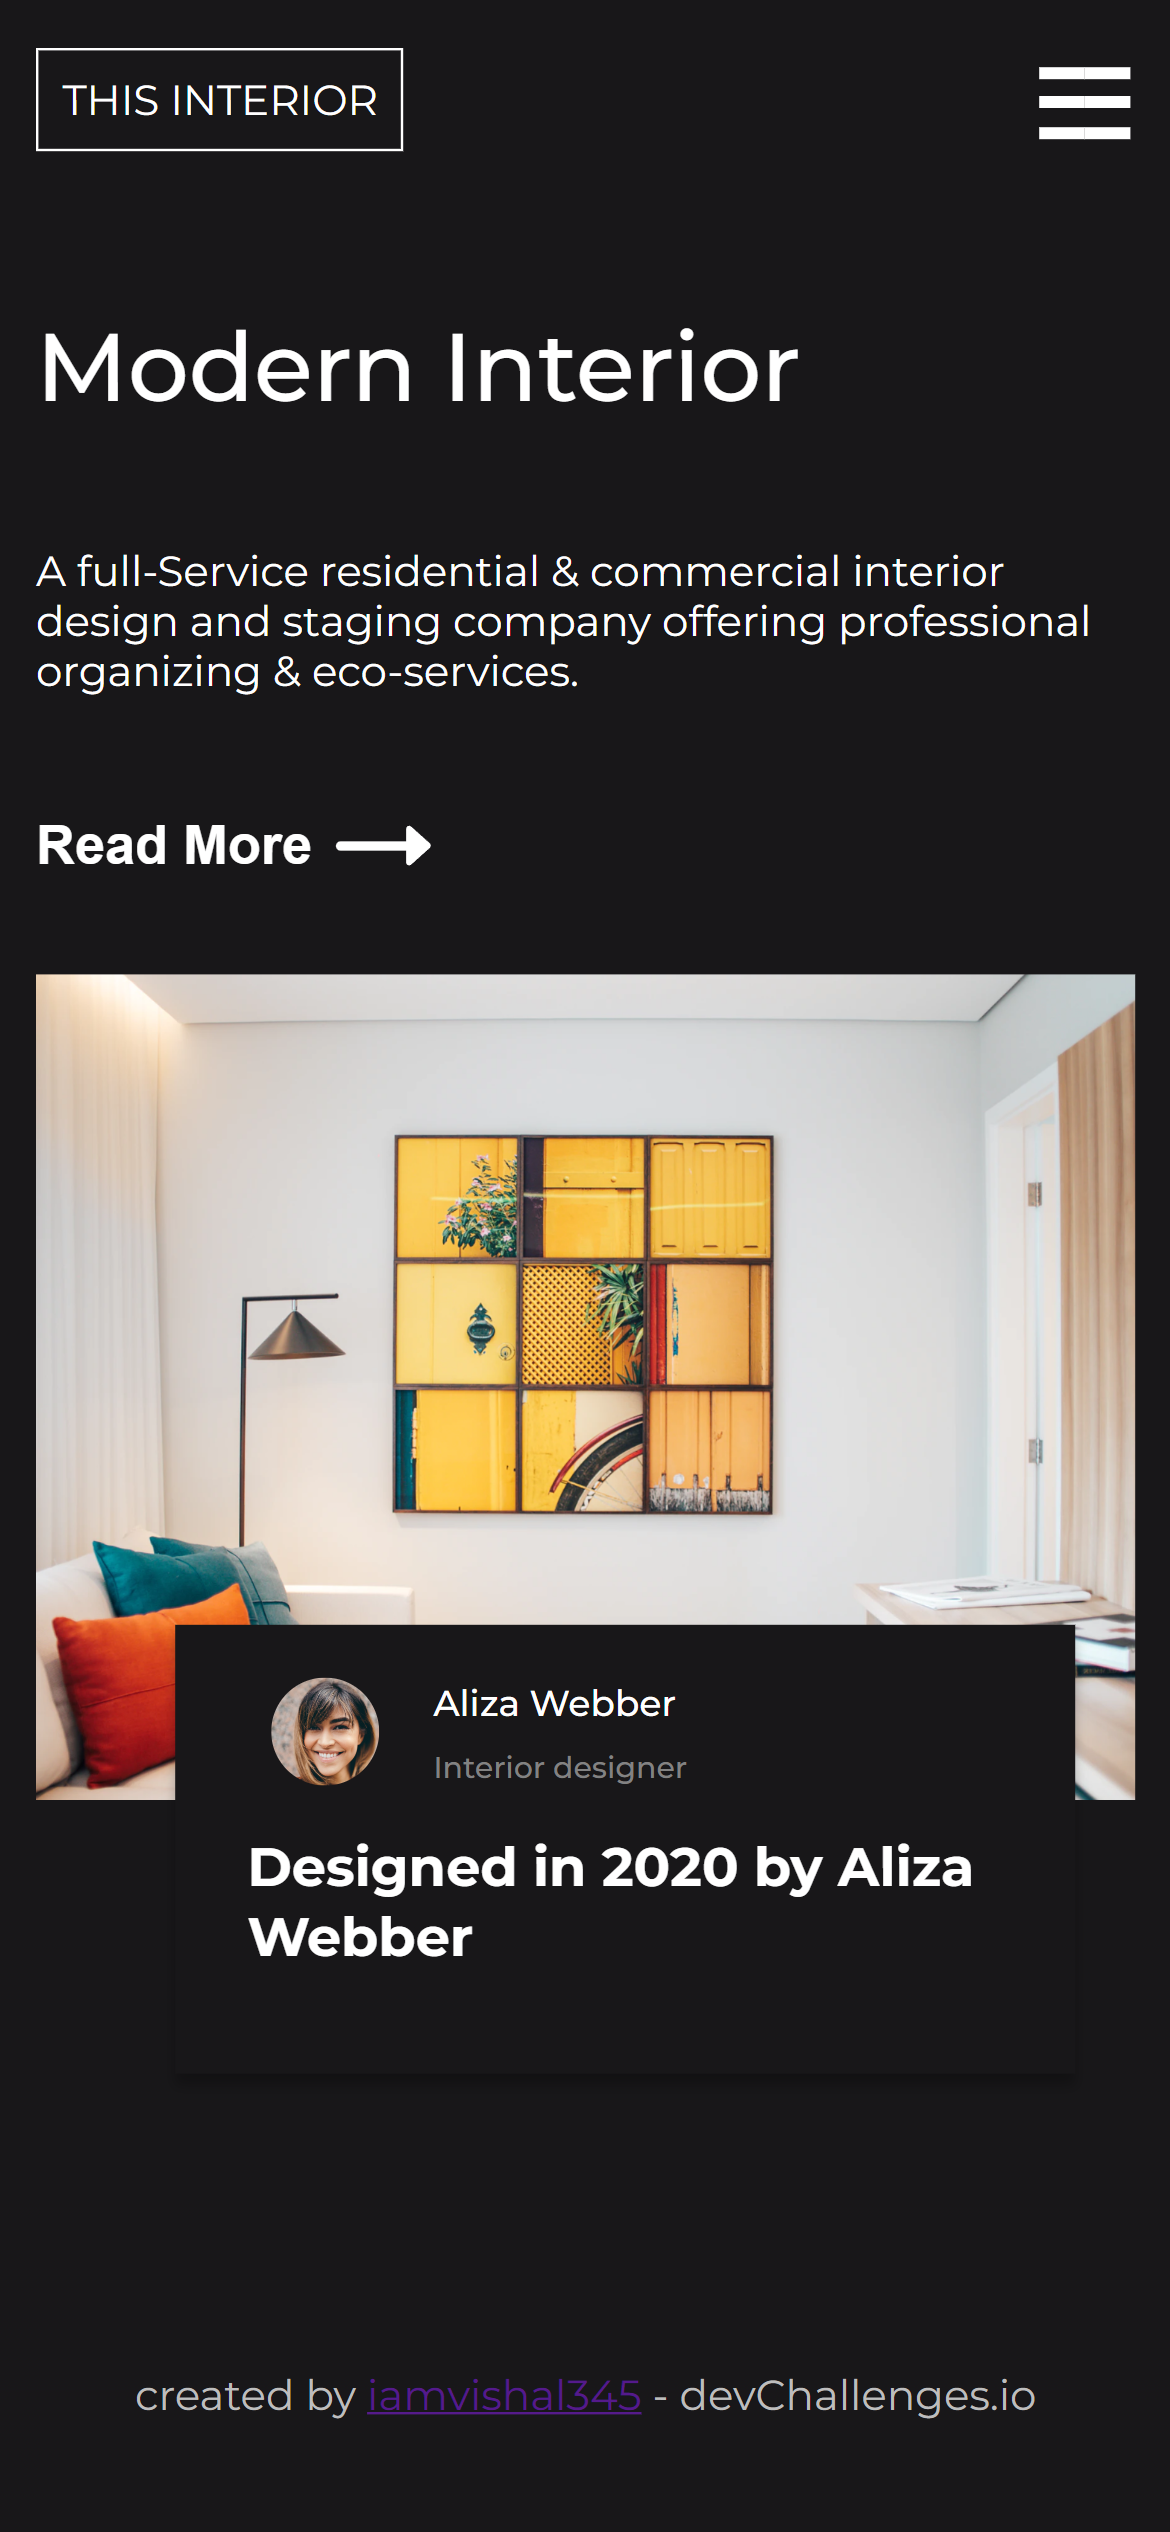 THIS INTERIOR
Modern Interior
A full-Service residential & commercial interior
design and staging company offering professional
organizing & eco-services.
Read More
Aliza Webber
Interior designer
Designed in 2020 by Aliza
Webber
created by iamvishal345 - devChallenges.io